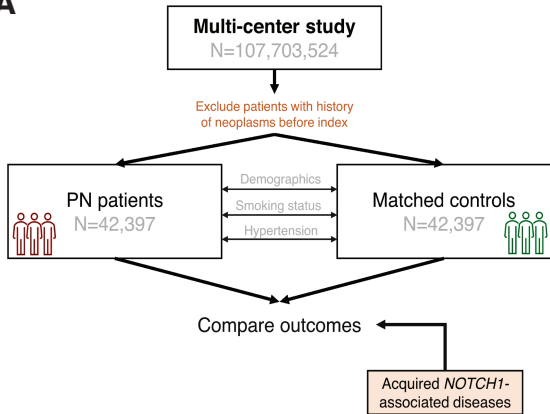 A
Multi-center study
N=107,703,524
Exclude patients with history
of neoplasms before index
PN patients
N=42,397
Demographics
Smoking status
Hypertension
Matched controls
N=42,397
Compare outcomes
Acquired NOTCH1-
associated diseases